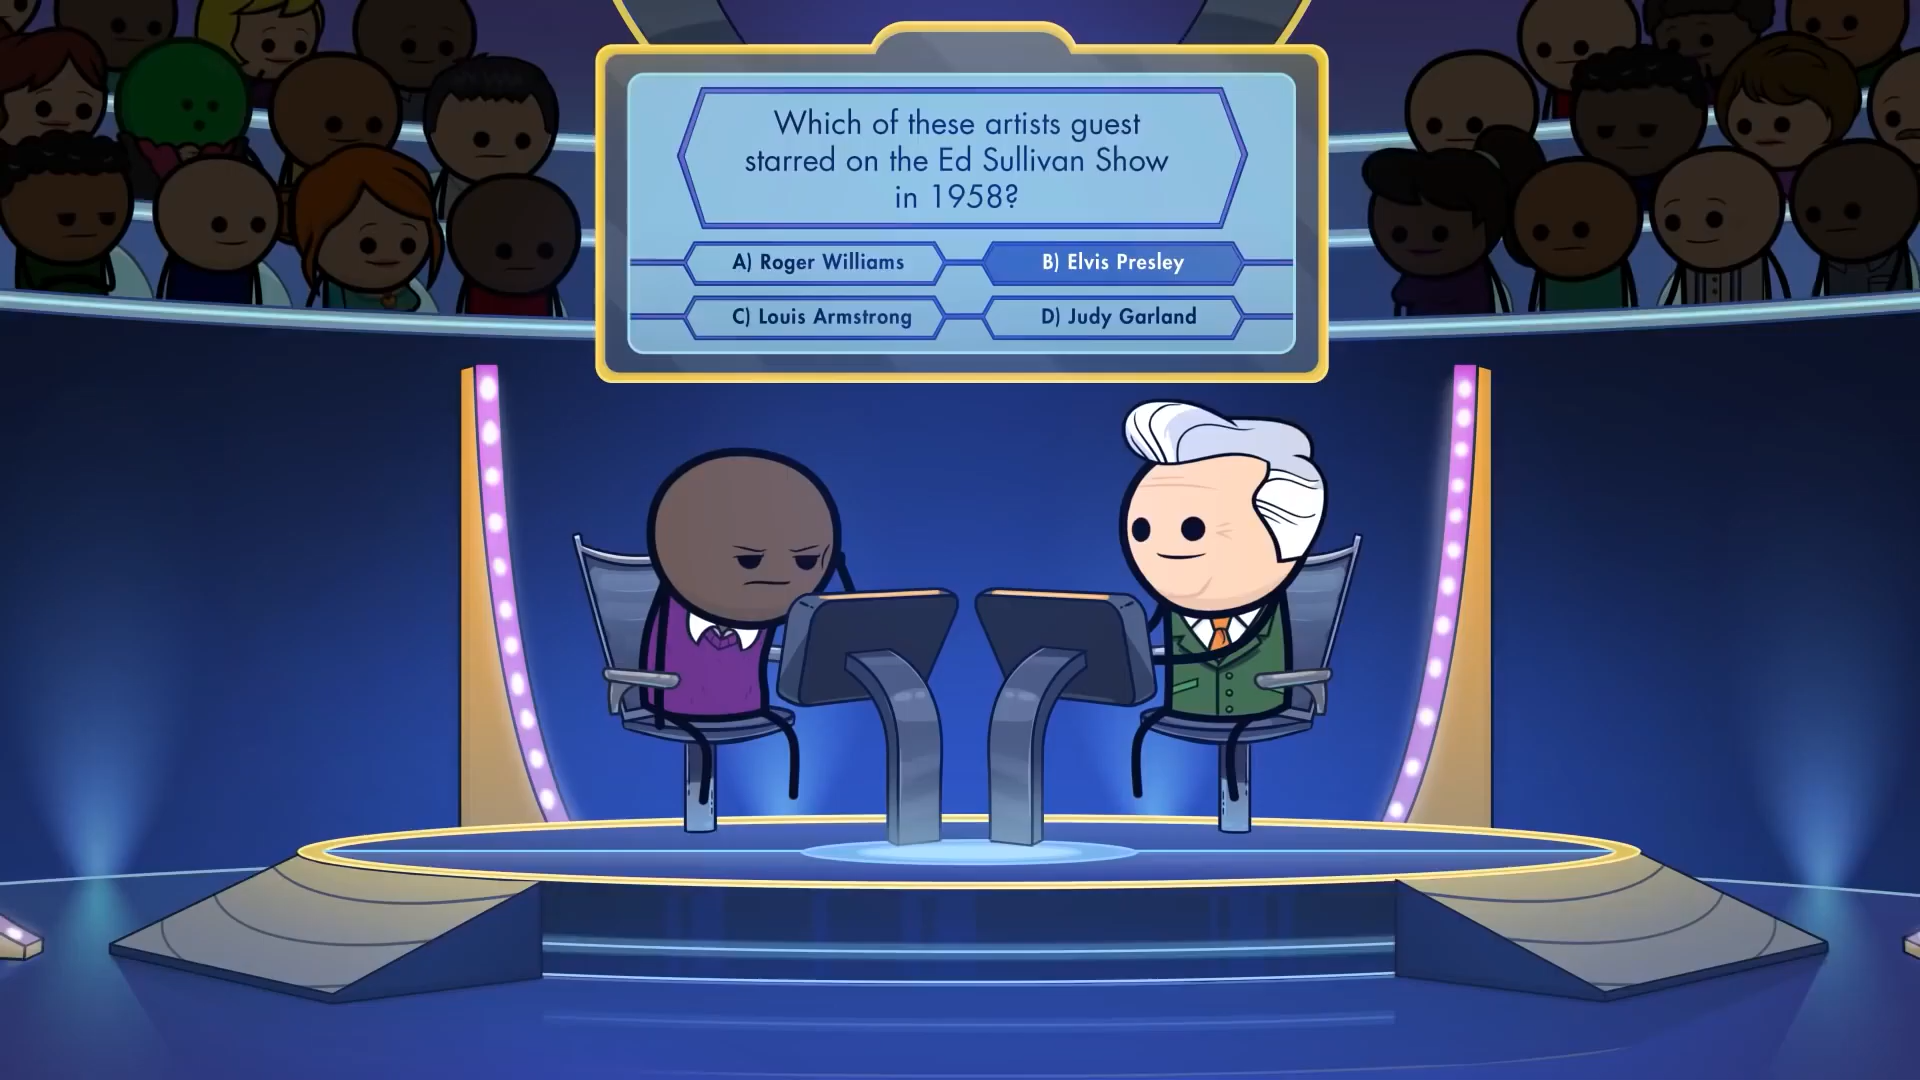 Which of these artists guest
starred on the Ed Sullivan Show
in 1958?
A) Roger Williams
B) Elvis Presley
C) Louis Armstrong
D) Judy Garland